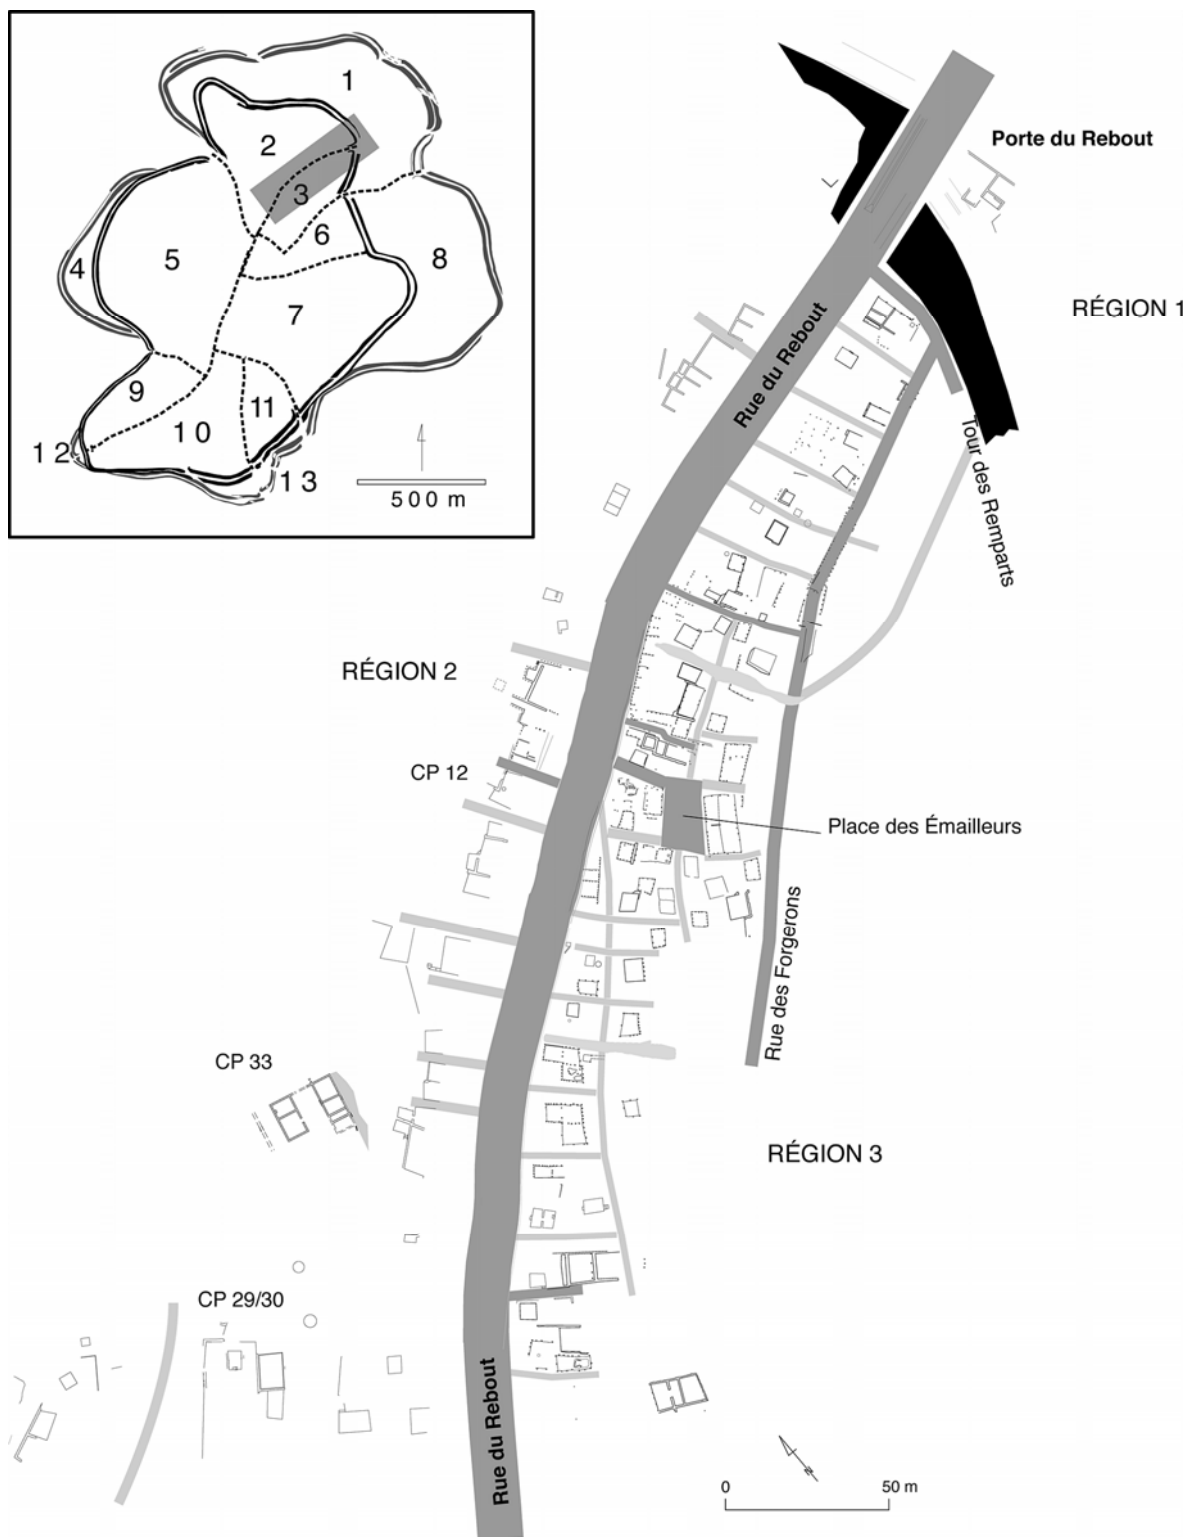 1
2
3
6
5
4
8
7
9
11
10
12
13
500 m
Porte du Rebout
RÉGION 1
Rue du Rebout
Tour des Remparts
RÉGION 2
CP 12
Place des Émailleurs
Rue des Forgerons
CP 33
RÉGION 3
CP 29/30
Rue du Rebout
N
0 50 m